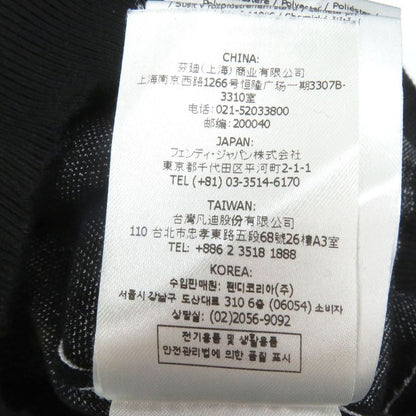 Polyester / Poliéster /
CHINA:
芬迪(上海)商业有限公司
上海南京西路1266号恒隆广场一期3307B-
3310室
电话: 021-52033800
邮编: 200040
JAPAN:
フェンディ・ジャパン株式会社
東京都千代田区平河町2-1-1
TEL (+81) 03-3514-6170
TAIWAN:
台灣凡迪股份有限公司
110 台北市忠孝東路五段68號26樓A3室
TEL: +886 2 3518 1888
KOREA:
수입판매원: 펜디코리아(주)
서울시 강남구 도산대로 310 6층 (06054) 소비자
상담실: (02)2056-9092
전기용품 및 생활용품
안전관리법에 의한 품질 표시